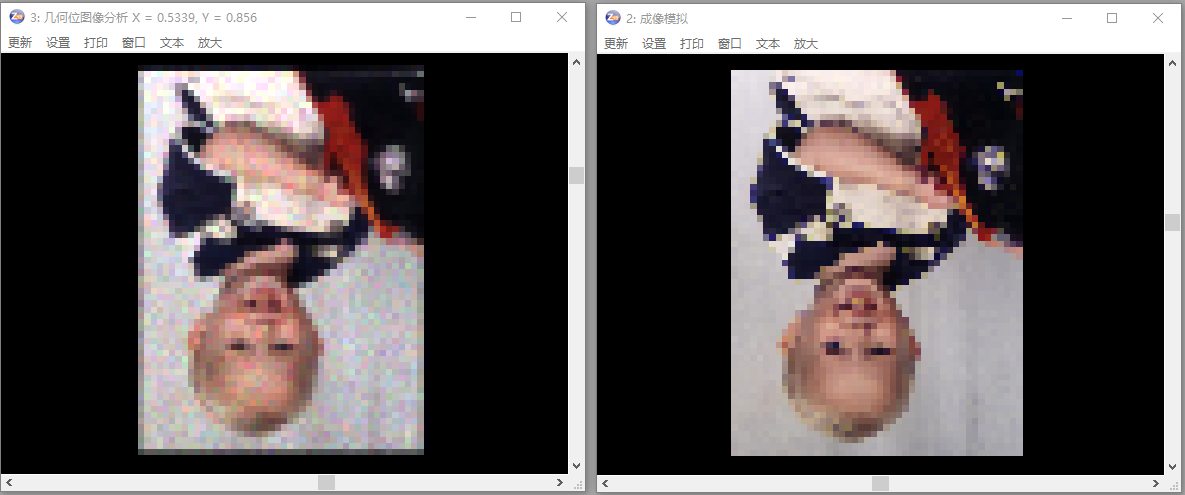 3: 几何位图像分析 X = 0.5339, Y = 0.856
更新 设置 打印 窗口 文本 放大
2: 成像模拟
更新 设置 打印 窗口 文本 放大